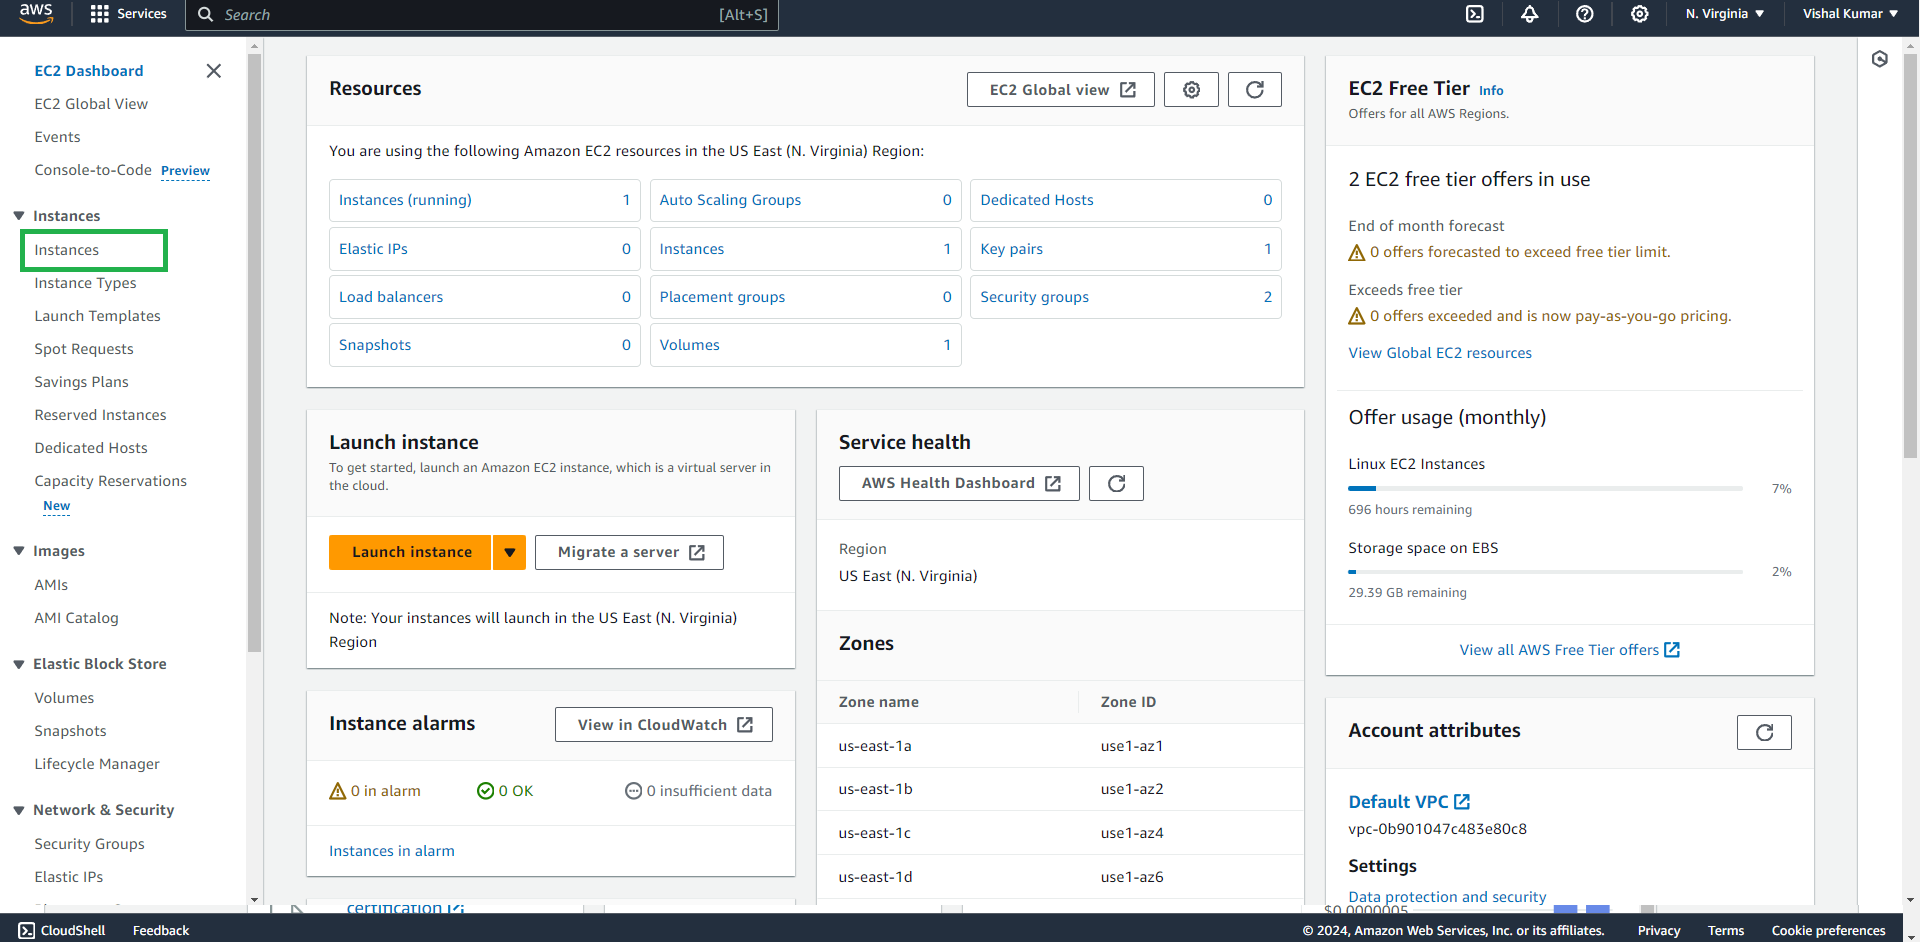 aws
Services
Search
[Alt+S]
N. Virginia
Vishal Kumar
EC2 Dashboard
EC2 Global View
Events
Console-to-Code Preview
Instances
Instances
Instance Types
Launch Templates
Spot Requests
Savings Plans
Reserved Instances
Dedicated Hosts
Capacity Reservations
New
Images
AMIs
AMI Catalog
Elastic Block Store
Volumes
Snapshots
Lifecycle Manager
Network & Security
Security Groups
Elastic IPs
Resources
EC2 Global view
You are using the following Amazon EC2 resources in the US East (N. Virginia) Region:
Instances (running) 1
Auto Scaling Groups 0
Dedicated Hosts 0
Elastic IPs 0
Instances 1
Key pairs 1
Load balancers 0
Placement groups 0
Security groups 2
Snapshots 0
Volumes 1
Launch instance
To get started, launch an Amazon EC2 instance, which is a virtual server in
the cloud.
Launch instance
Migrate a server
Note: Your instances will launch in the US East (N. Virginia)
Region
Instance alarms
View in CloudWatch
0 in alarm
0 OK
0 insufficient data
Instances in alarm
certification
Service health
AWS Health Dashboard
Region
US East (N. Virginia)
Zones
Zone name Zone ID
us-east-1a use1-az1
us-east-1b use1-az2
us-east-1c use1-az4
us-east-1d use1-az6
EC2 Free Tier Info
Offers for all AWS Regions.
2 EC2 free tier offers in use
End of month forecast
0 offers forecasted to exceed free tier limit.
Exceeds free tier
0 offers exceeded and is now pay-as-you-go pricing.
View Global EC2 resources
Offer usage (monthly)
Linux EC2 Instances
7%
696 hours remaining
Storage space on EBS
2%
29.39 GB remaining
View all AWS Free Tier offers
Account attributes
Default VPC
vpc-0b901047c483e80c8
Settings
Data protection and security
$0.0000005
CloudShell
Feedback
© 2024, Amazon Web Services, Inc. or its affiliates.
Privacy
Terms
Cookie preferences